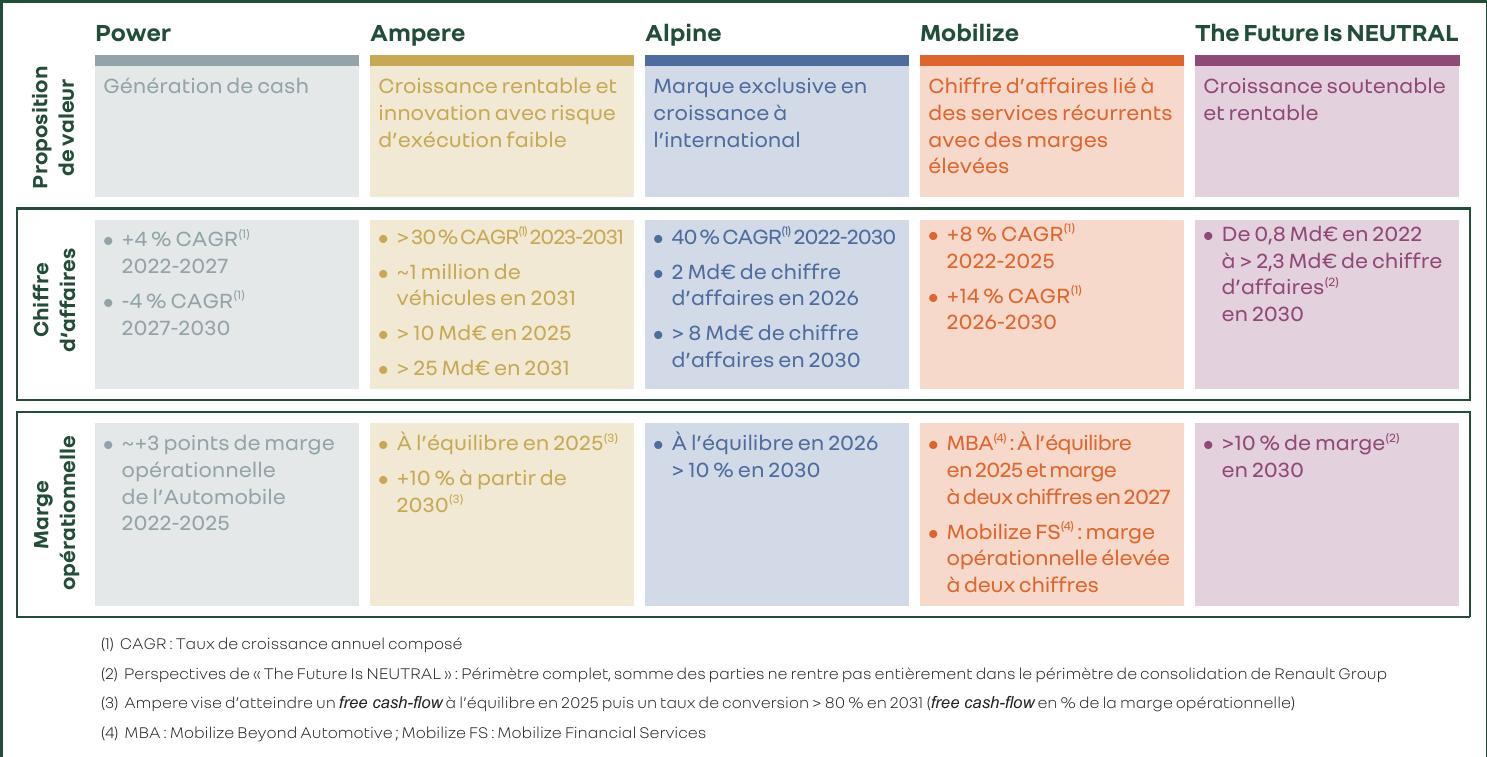 Power
Ampere
Alpine
Mobilize
The Future Is NEUTRAL
Proposition
de valeur
Génération de cash
Croissance rentable et
innovation avec risque
d’exécution faible
Marque exclusive en
croissance à
l’international
Chiffre d’affaires lié à
des services récurrents
avec des marges
élevées
Croissance soutenable
et rentable
Chiffre
d’affaires
• +4 % CAGR(1)
2022-2027
• -4 % CAGR(1)
2027-2030
• > 30 % CAGR(1) 2023-2031
• ~1 million de
véhicules en 2031
• > 10 Md€ en 2025
• > 25 Md€ en 2031
• 40 % CAGR(1) 2022-2030
• 2 Md€ de chiffre
d’affaires en 2026
• > 8 Md€ de chiffre
d’affaires en 2030
• +8 % CAGR(1)
2022-2025
• +14 % CAGR(1)
2026-2030
• De 0,8 Md€ en 2022
à > 2,3 Md€ de chiffre
d’affaires(2)
en 2030
Marge
opérationnelle
• ~+3 points de marge
opérationnelle
de l’Automobile
2022-2025
• À l’équilibre en 2025(3)
• +10 % à partir de
2030(3)
• À l’équilibre en 2026
> 10 % en 2030
• MBA(4) : À l’équilibre
en 2025 et marge
à deux chiffres en 2027
• Mobilize FS(4) : marge
opérationnelle élevée
à deux chiffres
• >10 % de marge(2)
en 2030
(1) CAGR : Taux de croissance annuel composé
(2) Perspectives de « The Future Is NEUTRAL » : Périmètre complet, somme des parties ne rentre pas entièrement dans le périmètre de consolidation de Renault Group
(3) Ampere vise d’atteindre un free cash-flow à l’équilibre en 2025 puis un taux de conversion > 80 % en 2031 (free cash-flow en % de la marge opérationnelle)
(4) MBA : Mobilize Beyond Automotive ; Mobilize FS : Mobilize Financial Services